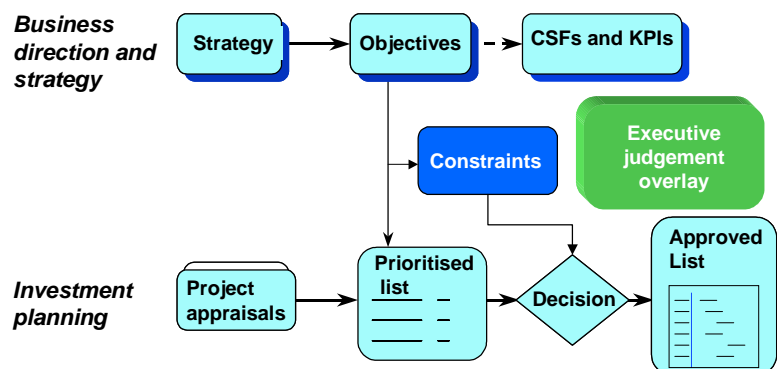 Business
direction and
strategy
Strategy
Objectives
CSFs and KPIs
Constraints
Executive
judgement
overlay
Investment
planning
Project
appraisals
Prioritised
list
Decision
Approved
List